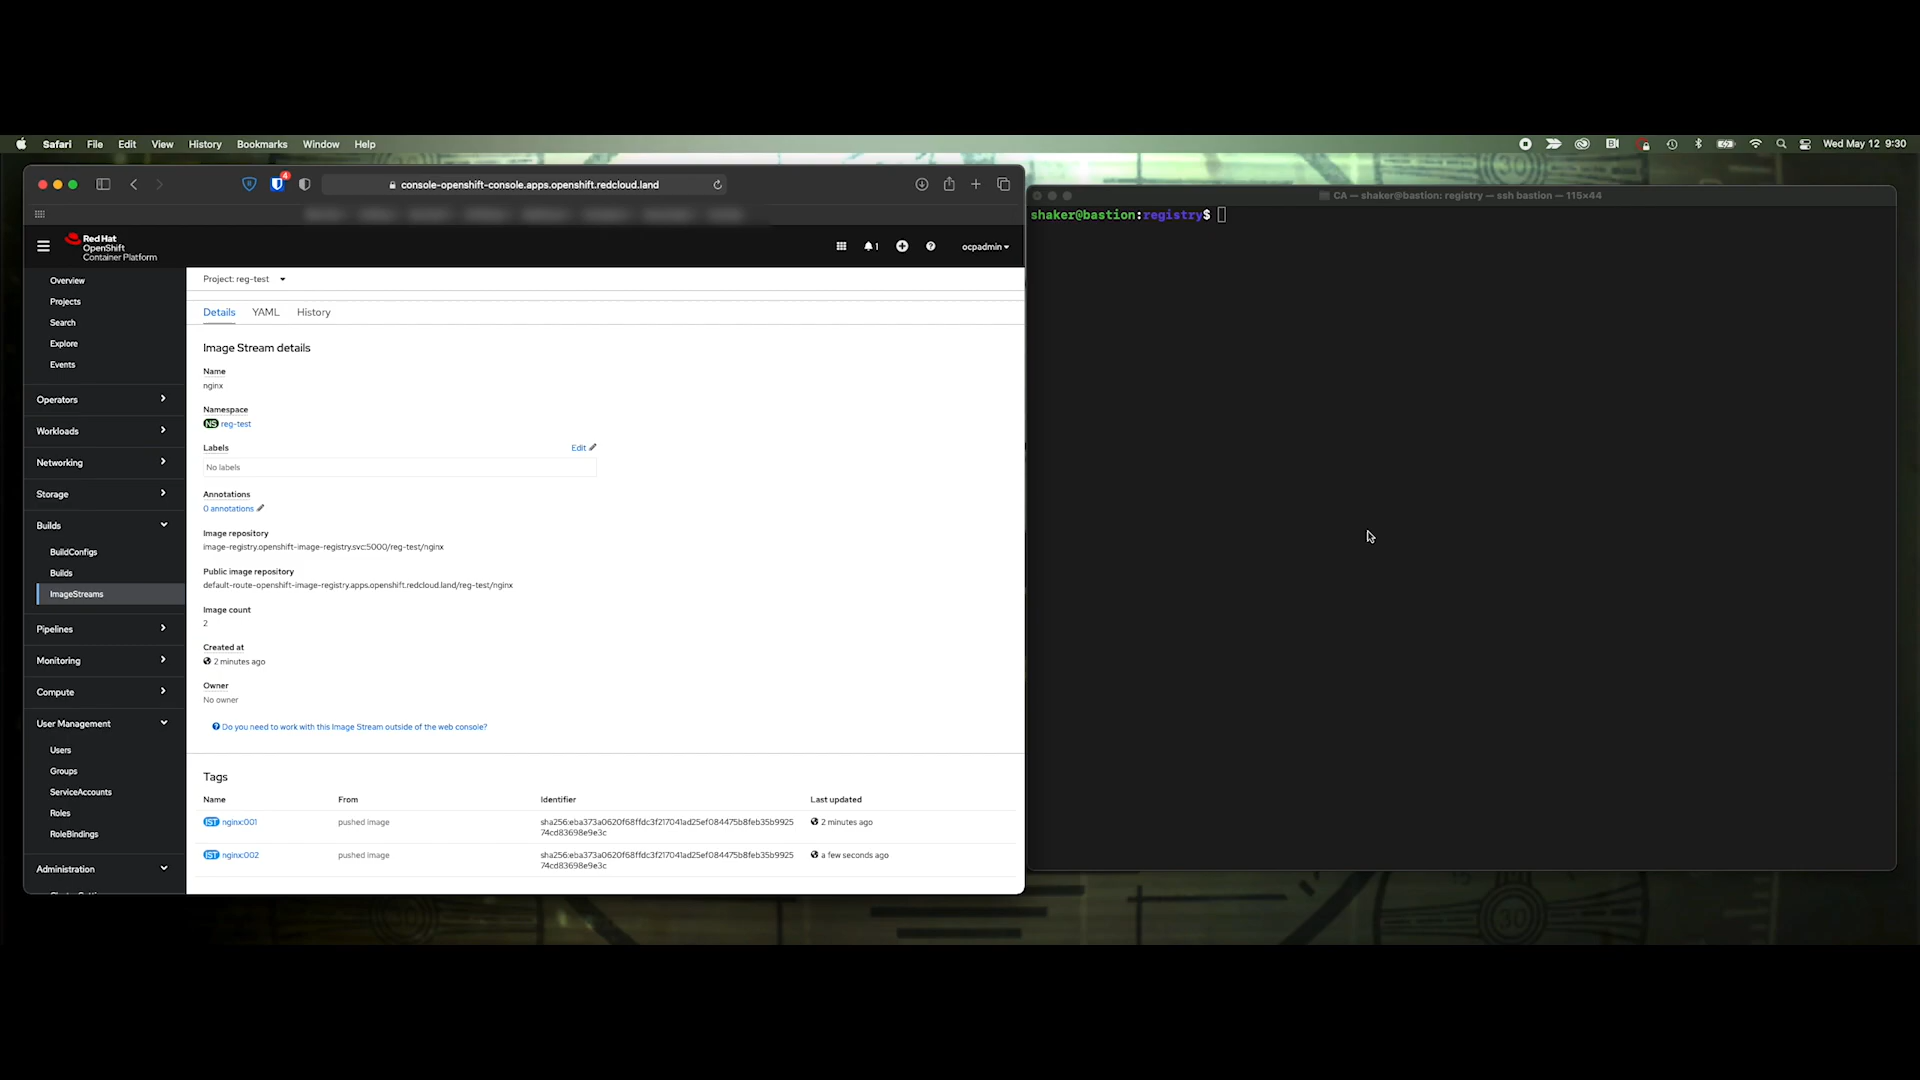 Safari File Edit View History Bookmarks Window Help
Wed May 12 9:30
4
console-openshift-console.apps.openshift.redcloud.land
CA — shaker@bastion: registry — ssh bastion — 115×44
shaker@bastion:registry$
Red Hat
OpenShift
Container Platform
1
ocpadmin
Overview
Projects
Search
Explore
Events
Operators
Workloads
Networking
Storage
Builds
BuildConfigs
Builds
ImageStreams
Pipelines
Monitoring
Compute
User Management
Users
Groups
ServiceAccounts
Roles
RoleBindings
Administration
Project: reg-test
Details YAML History
Image Stream details
Name
nginx
Namespace
NS reg-test
Labels Edit
No labels
Annotations
0 annotations
Image repository
image-registry.openshift-image-registry.svc:5000/reg-test/nginx
Public image repository
default-route-openshift-image-registry.apps.openshift.redcloud.land/reg-test/nginx
Image count
2
Created at
2 minutes ago
Owner
No owner
Do you need to work with this Image Stream outside of the web console?
Tags
Name From Identifier Last updated
IST nginx:001 pushed image sha256:eba373a0620f68ffdc3f217041ad25ef084475b8feb35b9925 2 minutes ago
74cd83698e9e3c
IST nginx:002 pushed image sha256:eba373a0620f68ffdc3f217041ad25ef084475b8feb35b9925 a few seconds ago
74cd83698e9e3c
30
30